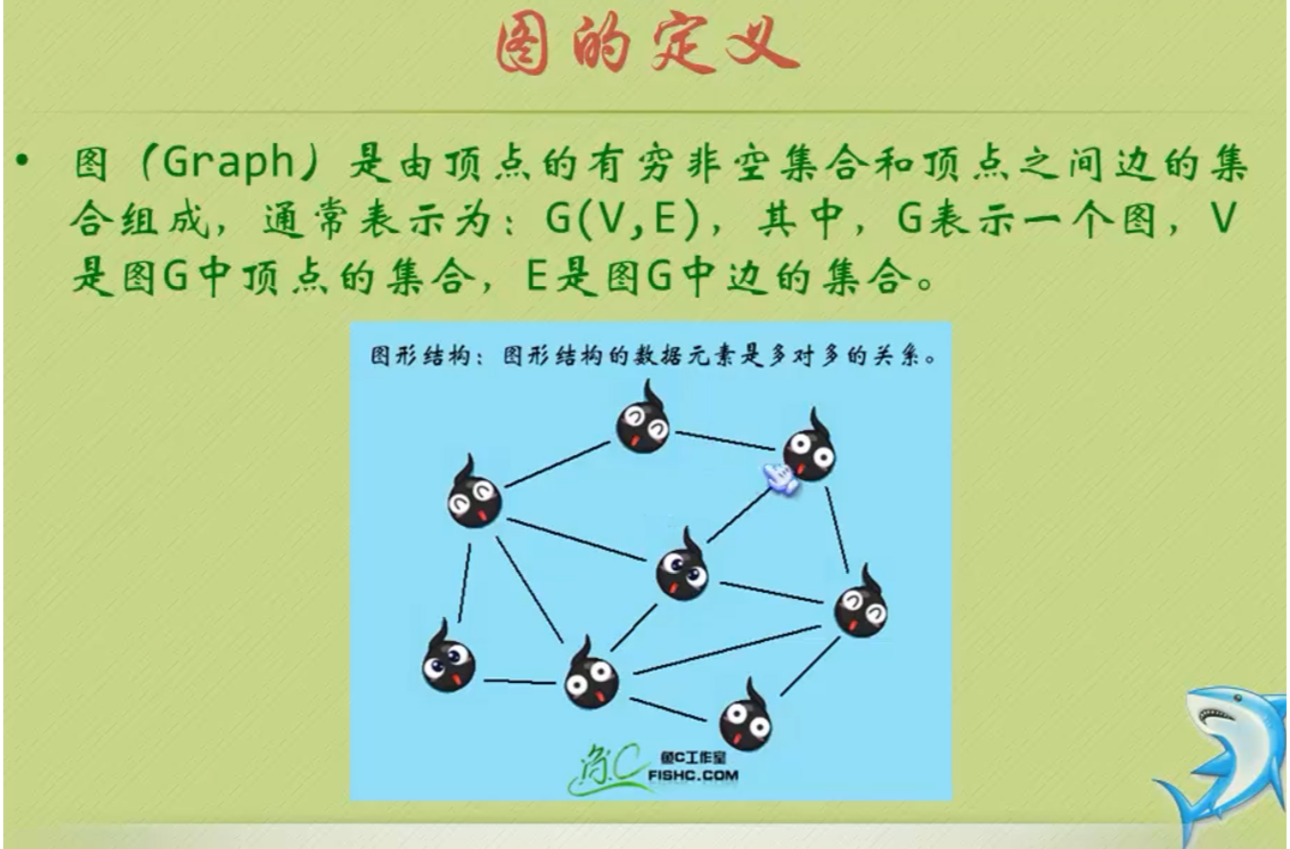 图的定义
• 图（Graph）是由顶点的有穷非空集合和顶点之间边的集
合组成，通常表示为：G(V,E)，其中，G表示一个图，V
是图G中顶点的集合，E是图G中边的集合。
图形结构：图形结构的数据元素是多对多的关系。
鱼C
鱼C工作室
FISHC.COM